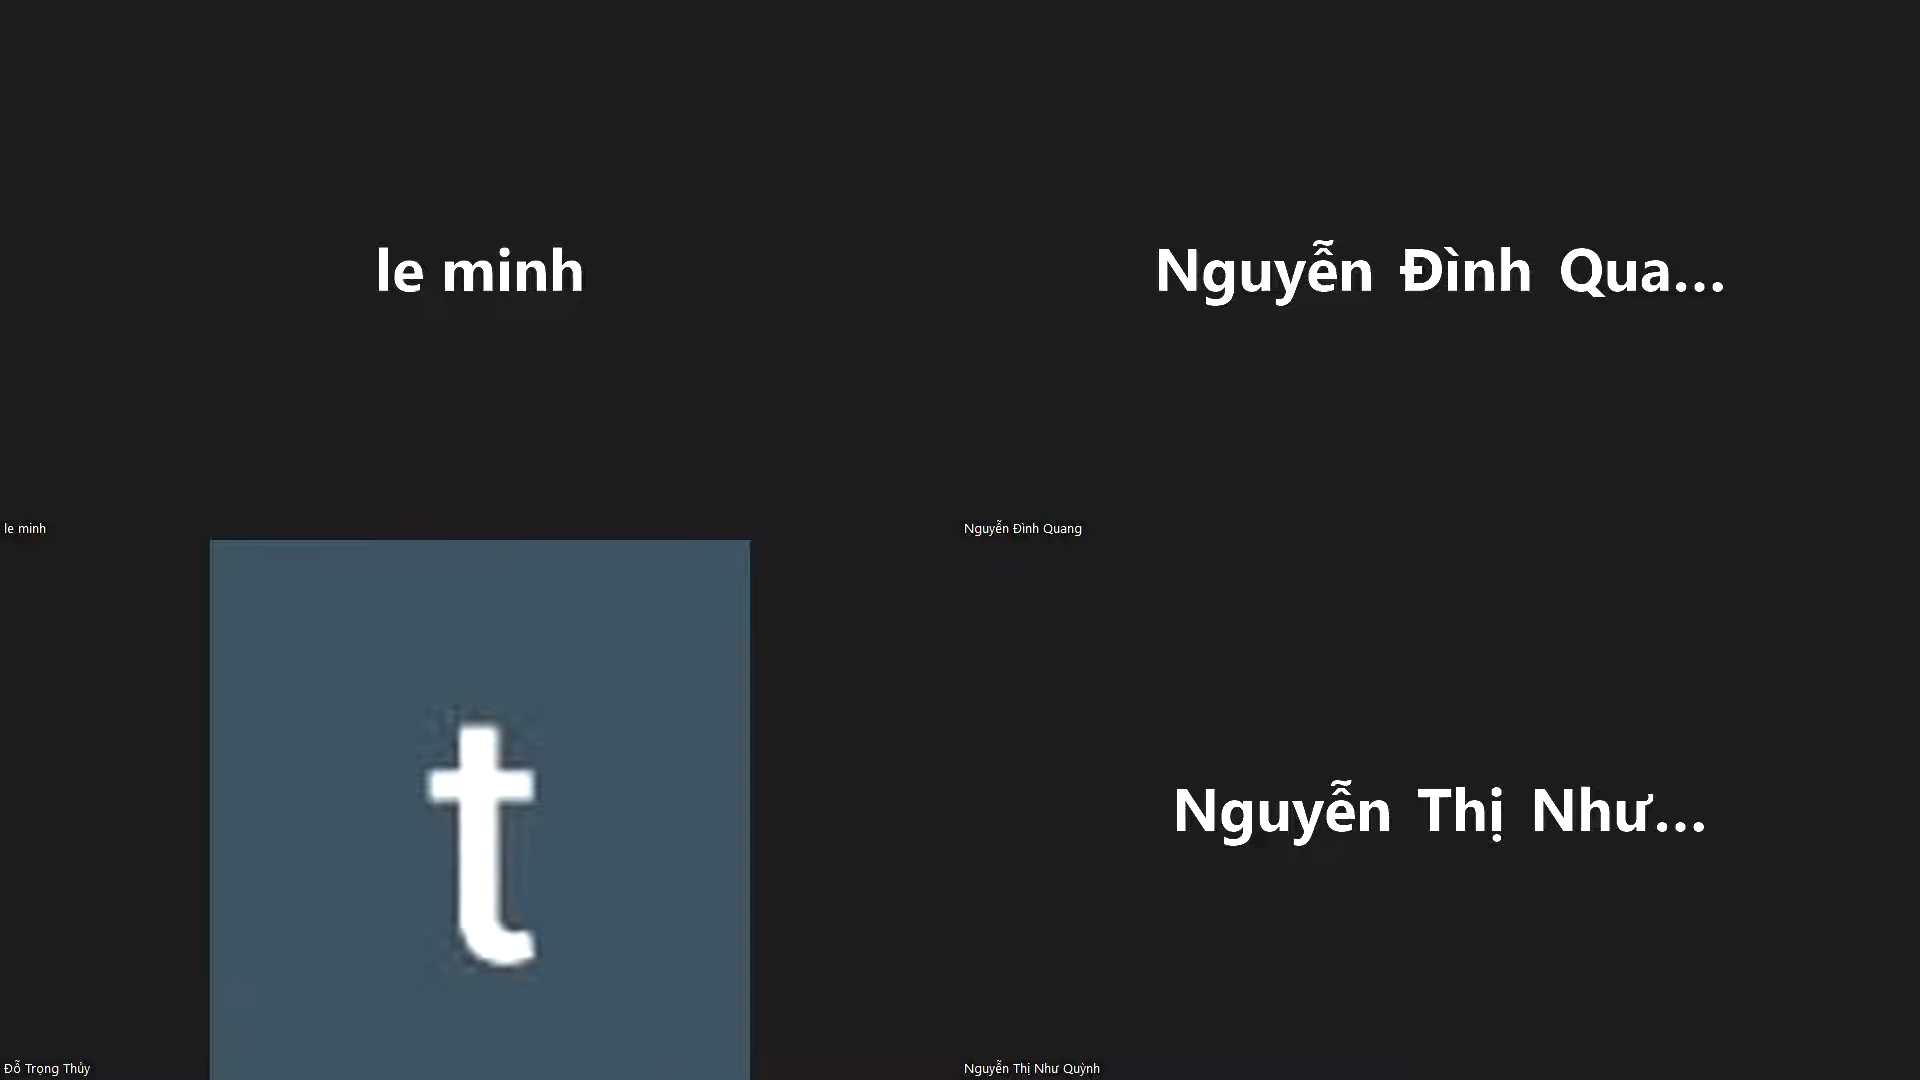 le minh
Nguyễn Đình Qua...
le minh
Nguyễn Đình Quang
t
Nguyễn Thị Như...
Đỗ Trọng Thủy
Nguyễn Thị Như Quỳnh